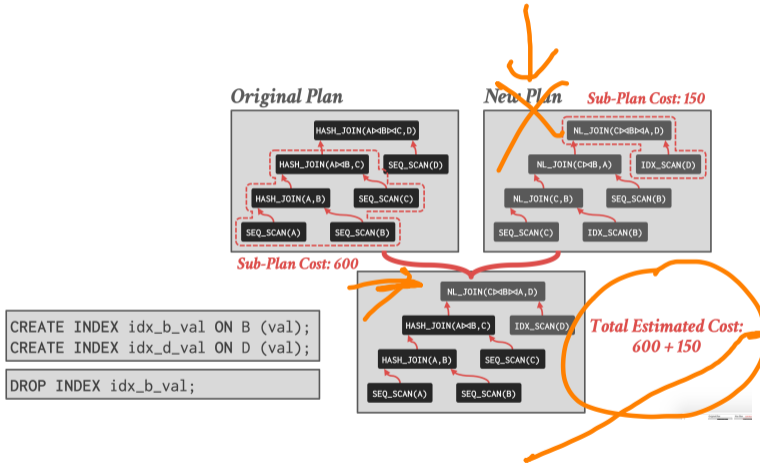 Original Plan
HASH_JOIN(A⋈B⋈C,D)
HASH_JOIN(A⋈B,C)
SEQ_SCAN(D)
HASH_JOIN(A,B)
SEQ_SCAN(C)
SEQ_SCAN(A)
SEQ_SCAN(B)
Sub-Plan Cost: 600
New Plan
Sub-Plan Cost: 150
NL_JOIN(C⋈B⋈A,D)
NL_JOIN(C⋈B,A)
IDX_SCAN(D)
NL_JOIN(C,B)
SEQ_SCAN(B)
SEQ_SCAN(C)
IDX_SCAN(B)
NL_JOIN(C⋈B⋈A,D)
HASH_JOIN(A⋈B,C)
IDX_SCAN(D)
HASH_JOIN(A,B)
SEQ_SCAN(C)
SEQ_SCAN(A)
SEQ_SCAN(B)
Total Estimated Cost:
600 + 150
CREATE INDEX idx_b_val ON B (val);
CREATE INDEX idx_d_val ON D (val);
DROP INDEX idx_b_val;